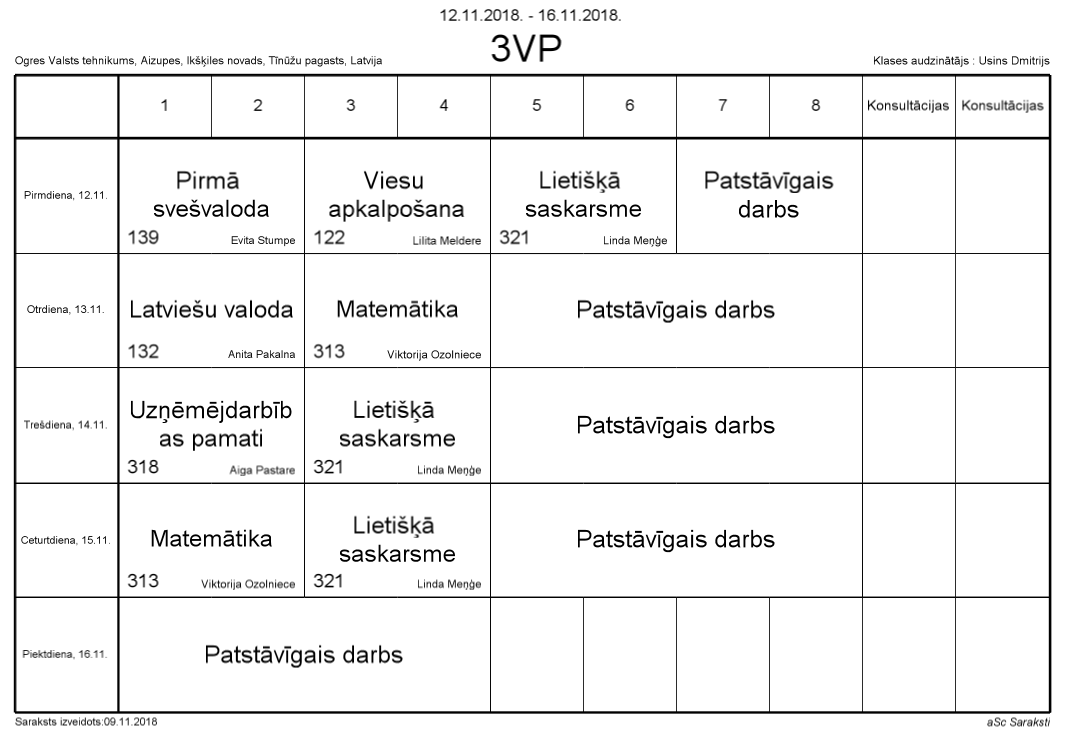 12.11.2018. - 16.11.2018.
3VP
Ogres Valsts tehnikums, Aizupes, Ikšķiles novads, Tīnūžu pagasts, Latvija
Klases audzinātājs : Usins Dmitrijs
1 2 3 4 5 6 7 8 Konsultācijas Konsultācijas
Pirmdiena, 12.11.
Pirmā
svešvaloda
139 Evita Stumpe
Viesu
apkalpošana
122 Lilita Meldere
Lietišķā
saskarsme
321 Linda Meņģe
Patstāvīgais
darbs
Otrdiena, 13.11.
Latviešu valoda
132 Anita Pakalna
Matemātika
313 Viktorija Ozolniece
Patstāvīgais darbs
Trešdiena, 14.11.
Uzņēmējdarbīb
as pamati
318 Aiga Pastare
Lietišķā
saskarsme
321 Linda Meņģe
Patstāvīgais darbs
Ceturtdiena, 15.11.
Matemātika
313 Viktorija Ozolniece
Lietišķā
saskarsme
321 Linda Meņģe
Patstāvīgais darbs
Piektdiena, 16.11.
Patstāvīgais darbs
Saraksts izveidots:09.11.2018
aSc Saraksti